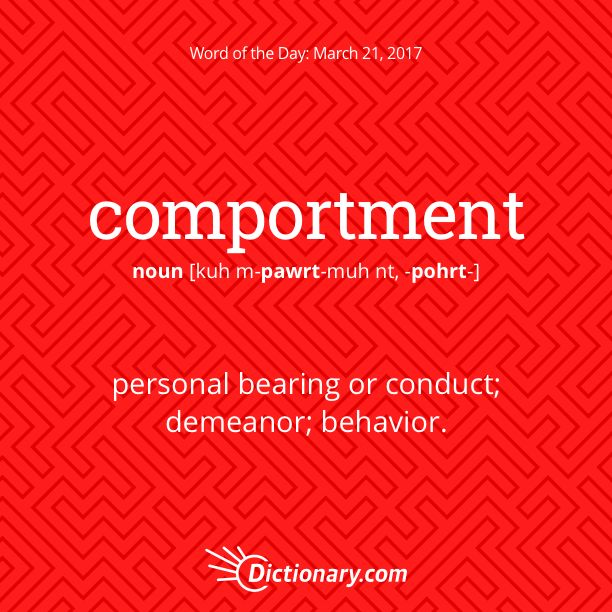 Word of the Day: March 21, 2017
comportment
noun [kuh m-pawrt-muh nt, -pohrt-]
personal bearing or conduct;
demeanor; behavior.
Dictionary.com